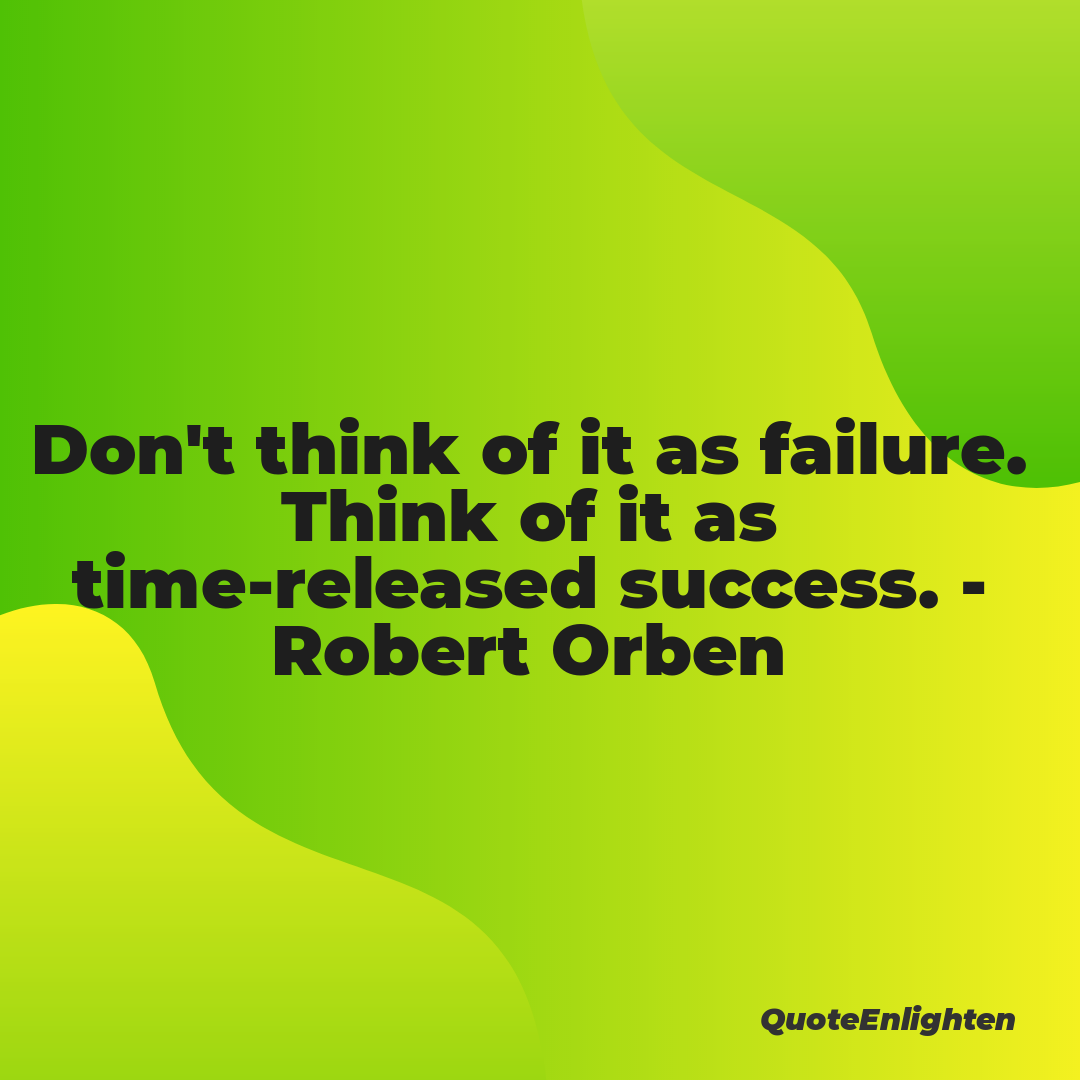 Don't think of it as failure.
Think of it as
time-released success. -
Robert Orben
QuoteEnlighten